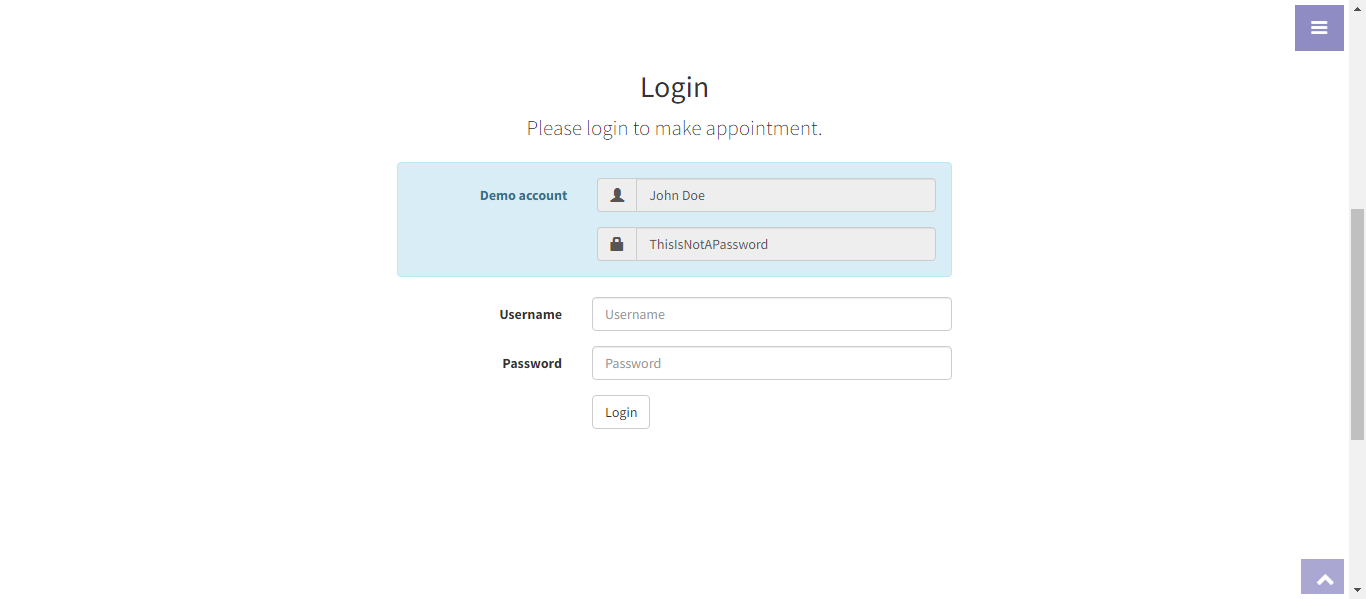 Login
Please login to make appointment.
Demo account
John Doe
ThisIsNotAPassword
Username
Username
Password
Password
Login